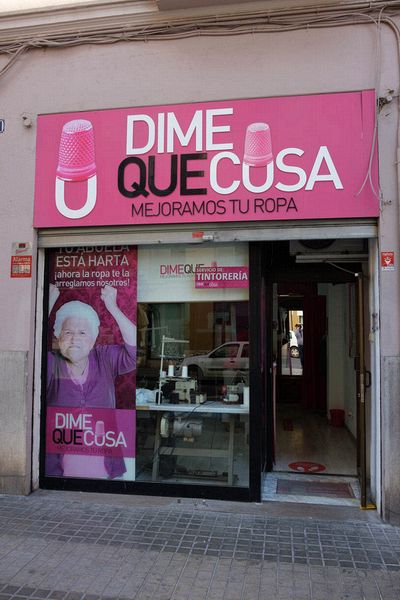 DIME
QUECOSA
MEJORAMOS TU ROPA
TU ABUELA
ESTÁ HARTA
¡ahora la ropa te la
arreglamos nosotros!
DIME
QUECOSA
MEJORAMOS TU ROPA
DIMEQUECOSA
SERVICIO DE
TINTORERÍA
Alarma